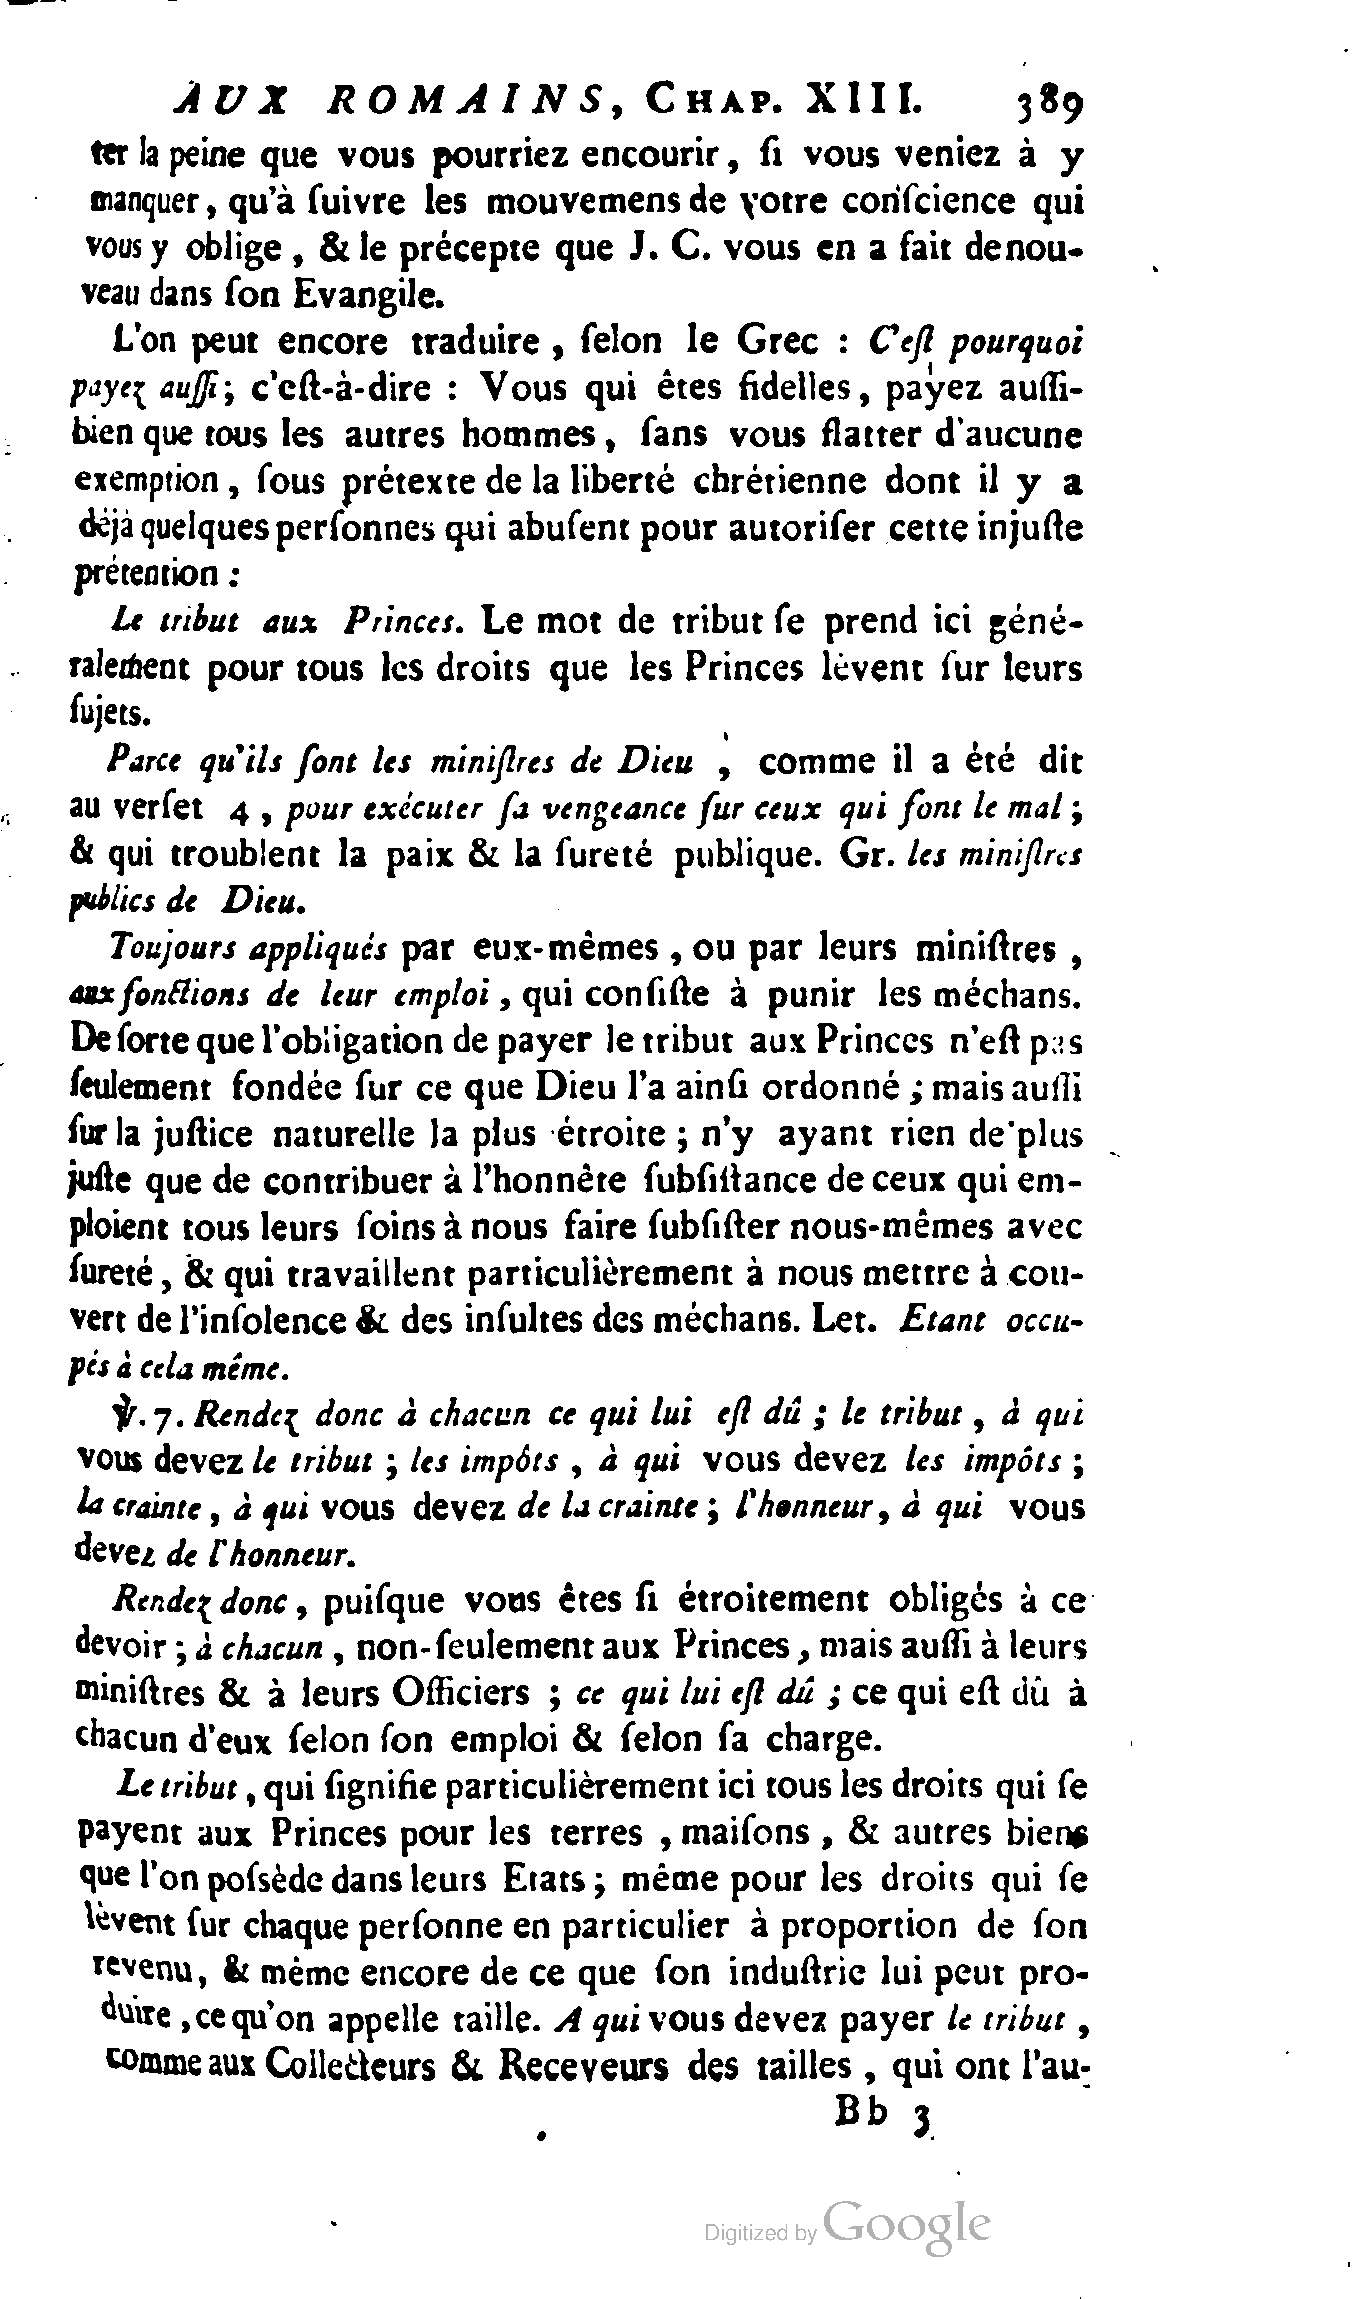 AUX ROMAINS, CHAP. XIII. 389
ter la peine que vous pourriez encourir, ſi vous veniez à y
manquer, qu'à ſuivre les mouvemens de votre conſcience qui
vous y oblige, & le précepte que J. C. vous en a fait denou-
veau dans ſon Evangile.
L'on peut encore traduire, ſelon le Grec : C'eſt pourquoi
payez auſſi; c'eſt-à-dire : Vous qui êtes fidelles, payez auſſi-
bien que tous les autres hommes, ſans vous flatter d'aucune
exemption, ſous prétexte de la liberté chrétienne dont il y a
déjà quelques perſonnes qui abuſent pour autoriſer cette injuſte
prétention :
Le tribut aux Princes. Le mot de tribut ſe prend ici géné-
ralement pour tous les droits que les Princes lèvent ſur leurs
ſujets.
Parce qu'ils ſont les miniſtres de Dieu, comme il a été dit
au verſet 4, pour exécuter ſa vengeance ſur ceux qui font le mal;
& qui troublent la paix & la ſureté publique. Gr. les miniſtres
publics de Dieu.
Toujours appliqués par eux-mêmes, ou par leurs miniſtres,
aux fonctions de leur emploi, qui conſiſte à punir les méchans.
De ſorte que l'obligation de payer le tribut aux Princes n'eſt pas
ſeulement fondée ſur ce que Dieu l'a ainſi ordonné; mais auſſi
ſur la juſtice naturelle la plus étroite; n'y ayant rien de plus
juſte que de contribuer à l'honnête ſubſiſtance de ceux qui em-
ploient tous leurs ſoins à nous faire ſubſiſter nous-mêmes avec
ſureté, & qui travaillent particulièrement à nous mettre à cou-
vert de l'inſolence & des inſultes des méchans. Let. Etant occu-
pés à cela même.
℣. 7. Rendez donc à chacun ce qui lui eſt dû; le tribut, à qui
vous devez le tribut; les impôts, à qui vous devez les impôts;
la crainte, à qui vous devez de la crainte; l'honneur, à qui vous
devez de l'honneur.
Rendez donc, puiſque vous êtes ſi étroitement obligés à ce
devoir; à chacun, non-ſeulement aux Princes, mais auſſi à leurs
miniſtres & à leurs Officiers; ce qui lui eſt dû; ce qui eſt dû à
chacun d'eux ſelon ſon emploi & ſelon ſa charge.
Le tribut, qui ſignifie particulièrement ici tous les droits qui ſe
payent aux Princes pour les terres, maiſons, & autres biens
que l'on poſsède dans leurs Etats; même pour les droits qui ſe
lèvent ſur chaque perſonne en particulier à proportion de ſon
revenu, & même encore de ce que ſon induſtrie lui peut pro-
duire, ce qu'on appelle taille. A qui vous devez payer le tribut,
comme aux Collecteurs & Receveurs des tailles, qui ont l'au-
Bb 3
Digitized by Google